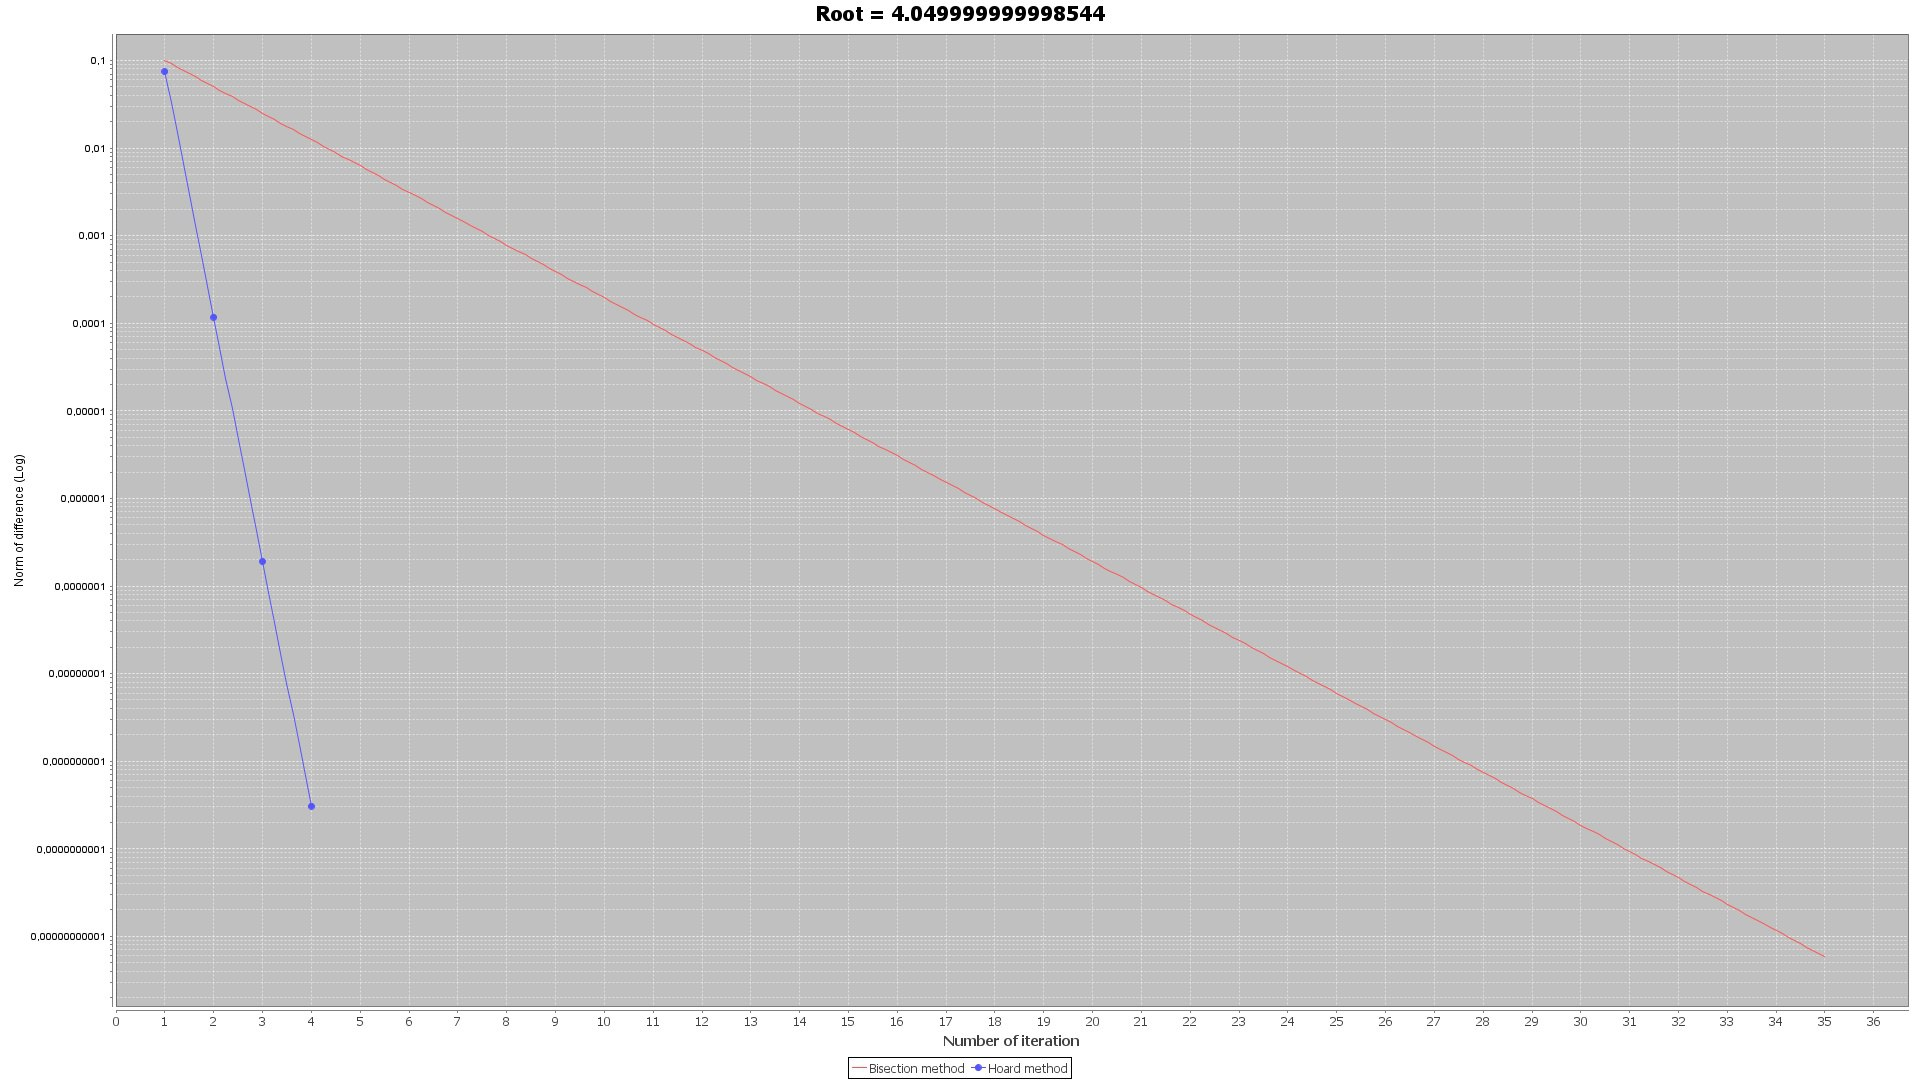 Root = 4.049999999998544
Norm of difference (Log)
0,1
0,01
0,001
0,0001
0,00001
0,000001
0,0000001
0,00000001
0,000000001
0,0000000001
0,00000000001
0 1 2 3 4 5 6 7 8 9 10 11 12 13 14 15 16 17 18 19 20 21 22 23 24 25 26 27 28 29 30 31 32 33 34 35 36
Number of iteration
Bisection method Hoard method